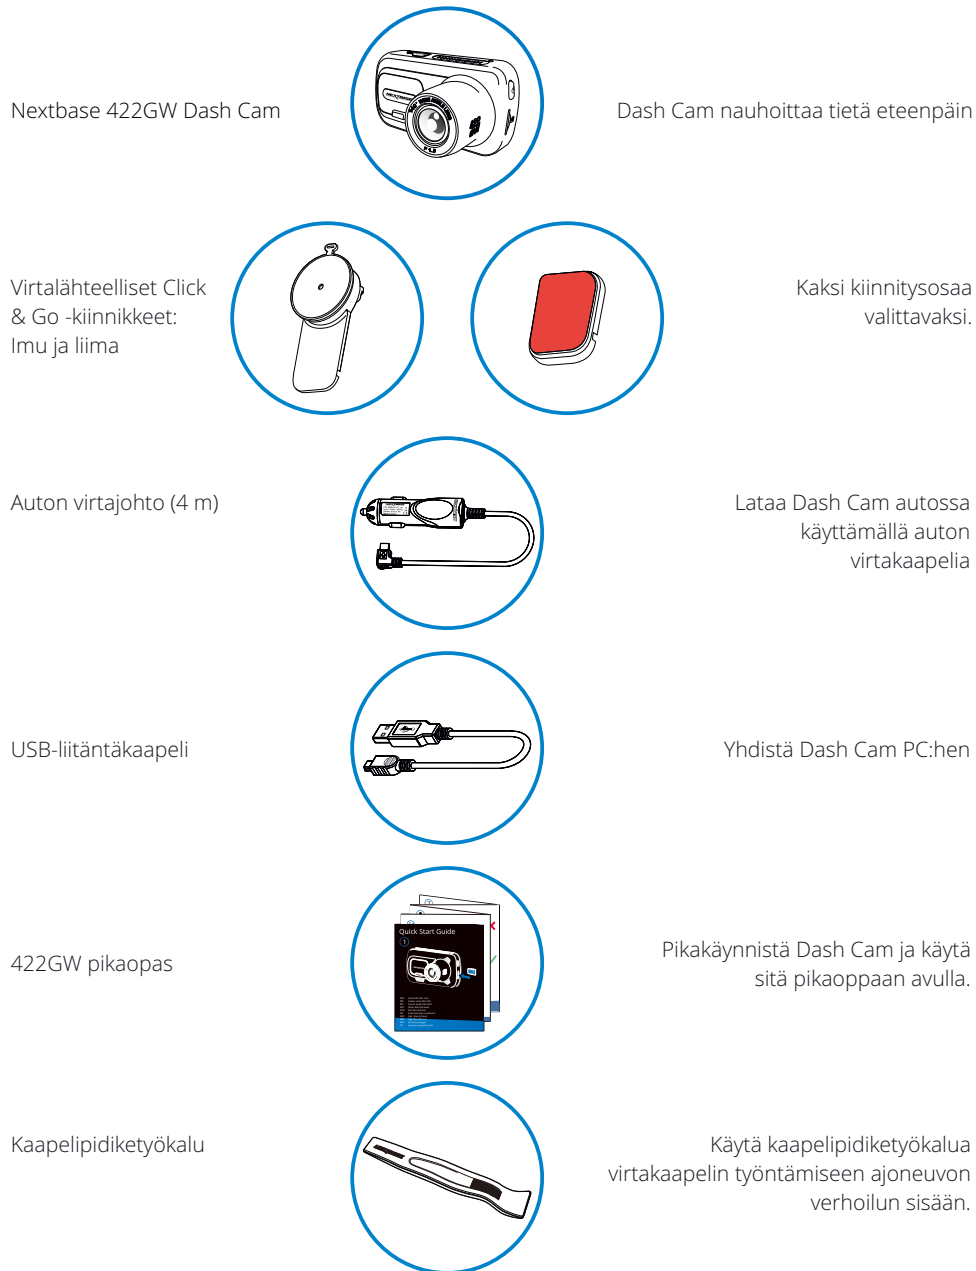 Nextbase 422GW Dash Cam
Dash Cam nauhoittaa tietä eteenpäin
Virtalähteelliset Click
& Go -kiinnikkeet:
Imu ja liima
Kaksi kiinnitysosaa
valittavaksi.
Auton virtajohto (4 m)
Lataa Dash Cam autossa
käyttämällä auton
virtakaapelia
USB-liitäntäkaapeli
Yhdistä Dash Cam PC:hen
422GW pikaopas
Quick Start Guide
1
Pikakäynnistä Dash Cam ja käytä
sitä pikaoppaan avulla.
Kaapelipidiketyökalu
Käytä kaapelipidiketyökalua
virtakaapelin työntämiseen ajoneuvon
verhoilun sisään.